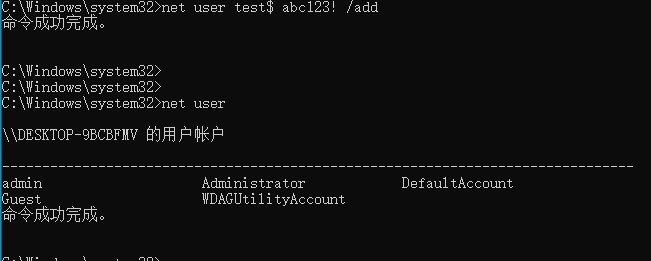 C:\Windows\system32>net user test$ abc123! /add
命令成功完成。
C:\Windows\system32>
C:\Windows\system32>
C:\Windows\system32>net user
\\DESKTOP-9BCBFMV 的用户帐户
-------------------------------------------------------------------------------
admin                    Administrator            DefaultAccount
Guest                    WDAGUtilityAccount
命令成功完成。
C:\Windows\system32>